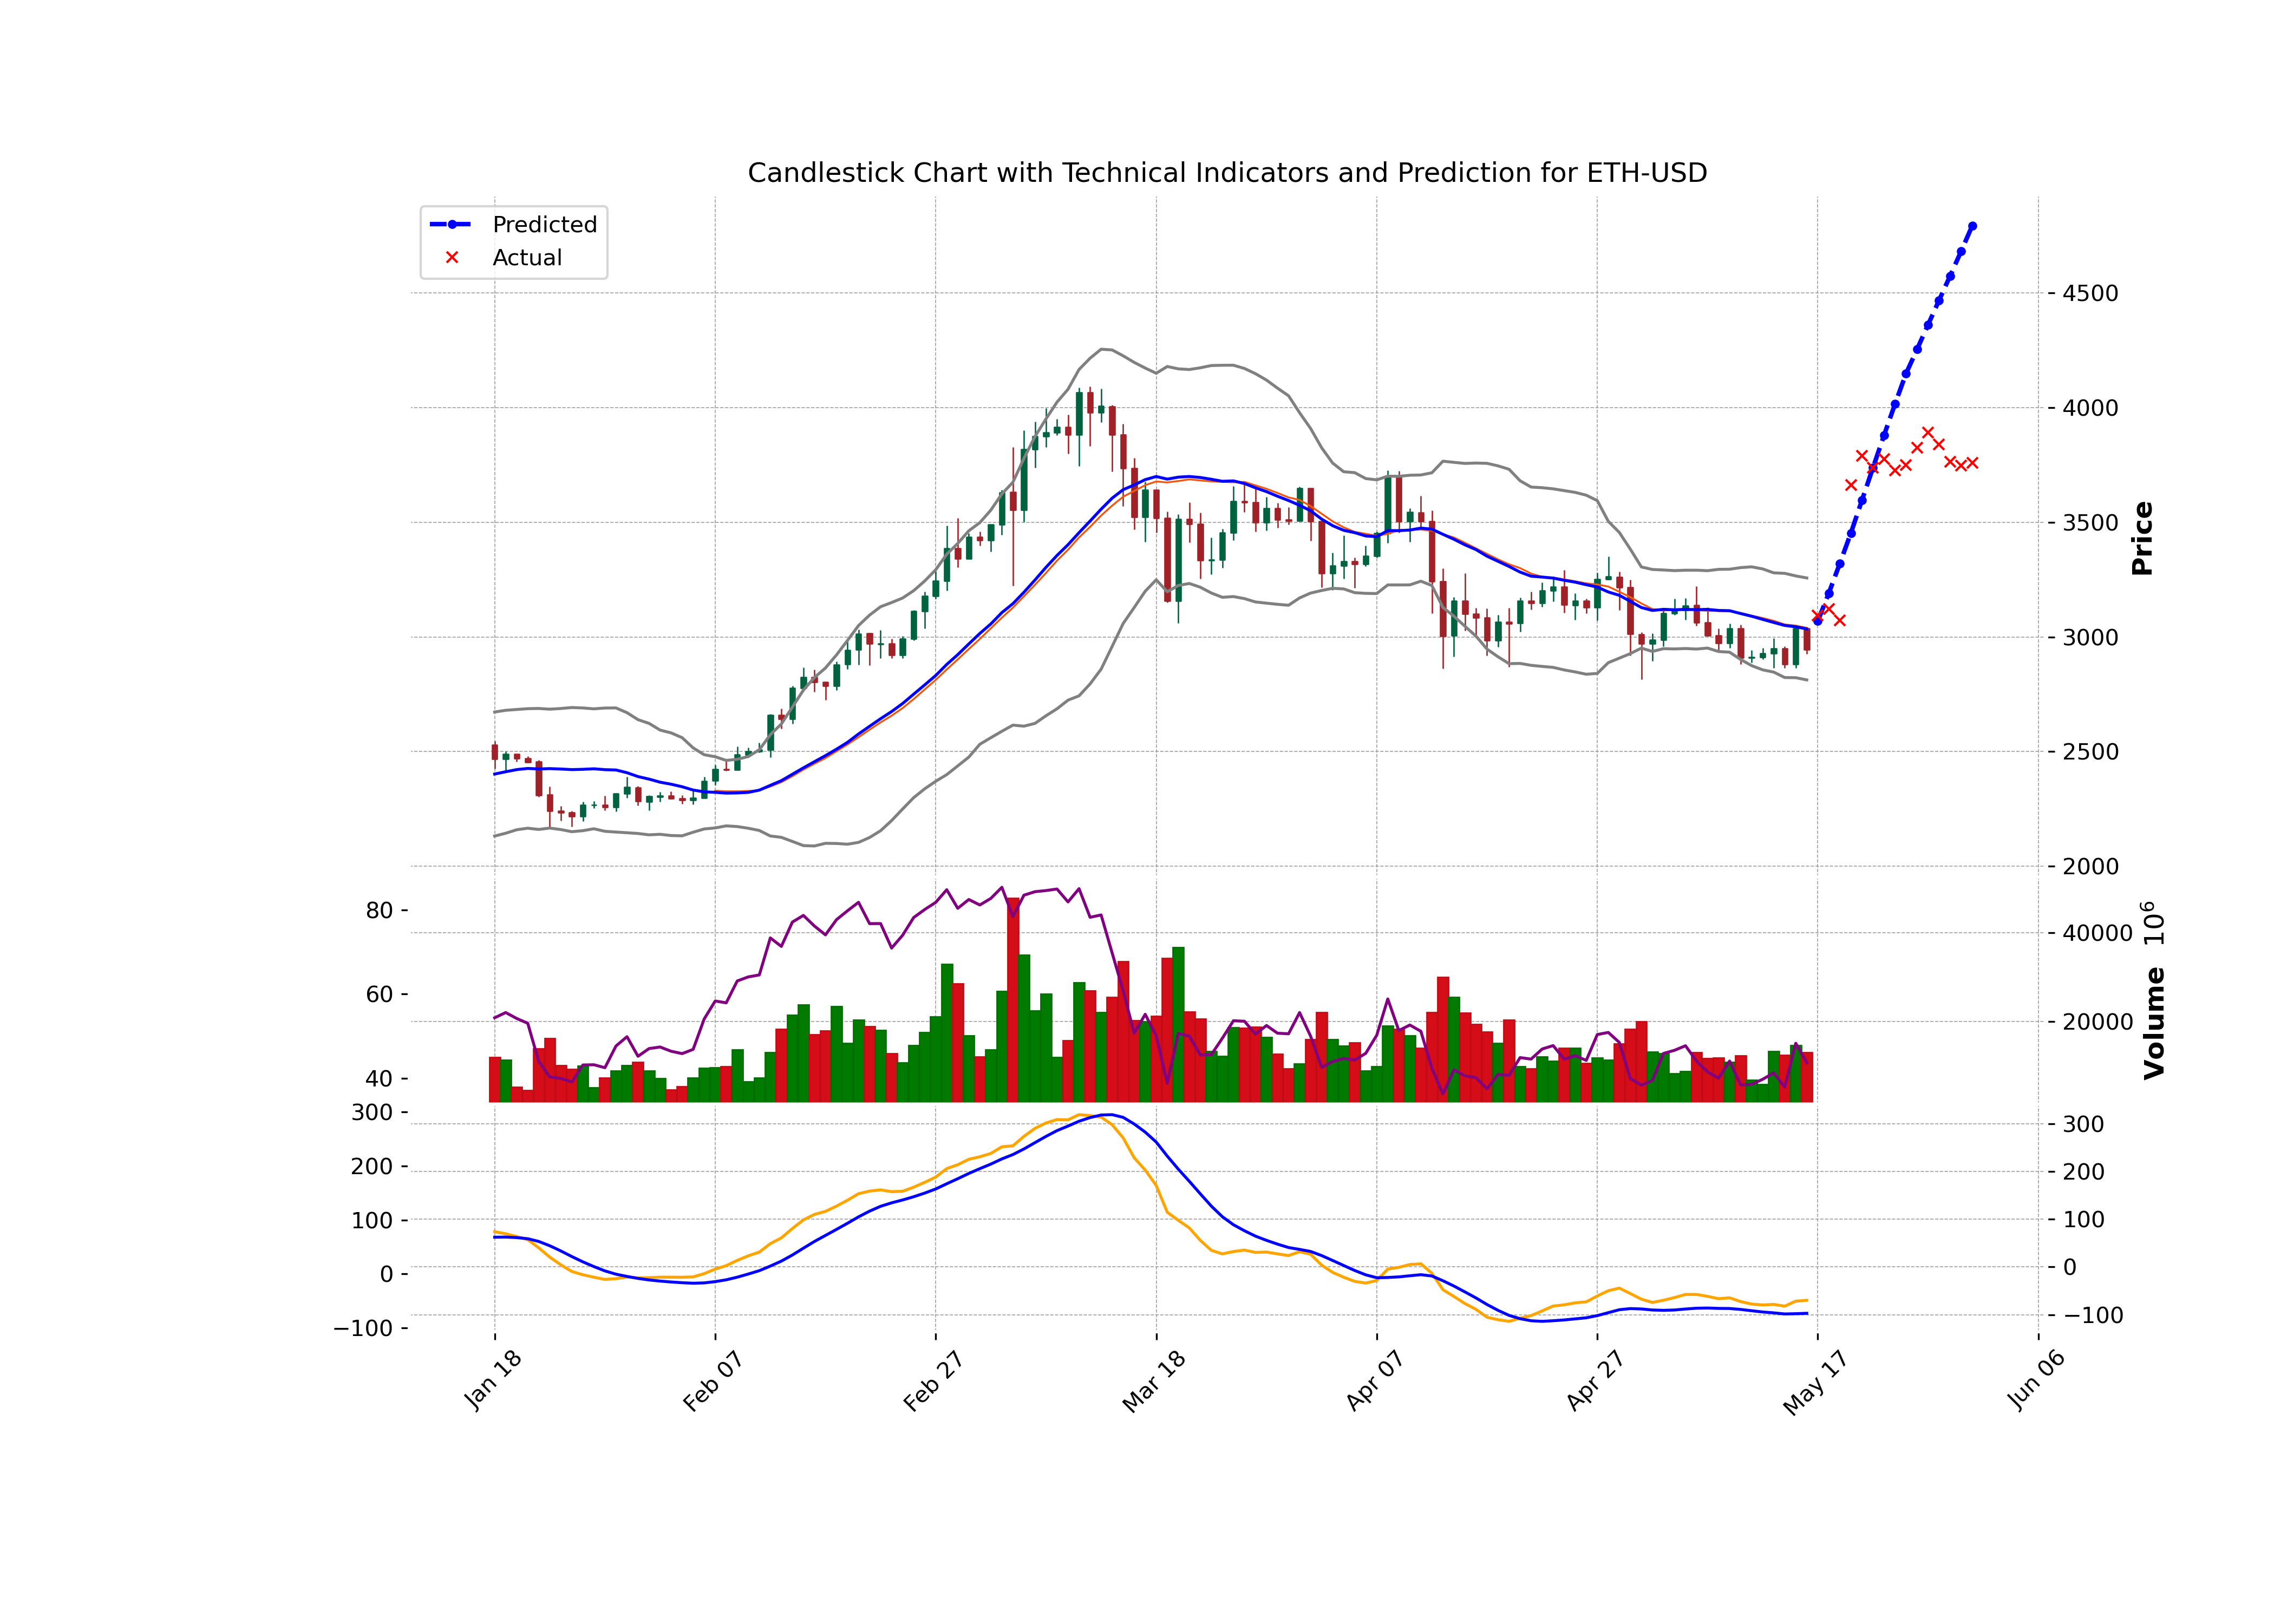 Candlestick Chart with Technical Indicators and Prediction for ETH-USD
Predicted
Actual
4500
4000
3500
3000
2500
2000
Price
80
60
40
40000
20000
Volume 10^6
300
200
100
0
−100
300
200
100
0
−100
Jan 18
Feb 07
Feb 27
Mar 18
Apr 07
Apr 27
May 17
Jun 06